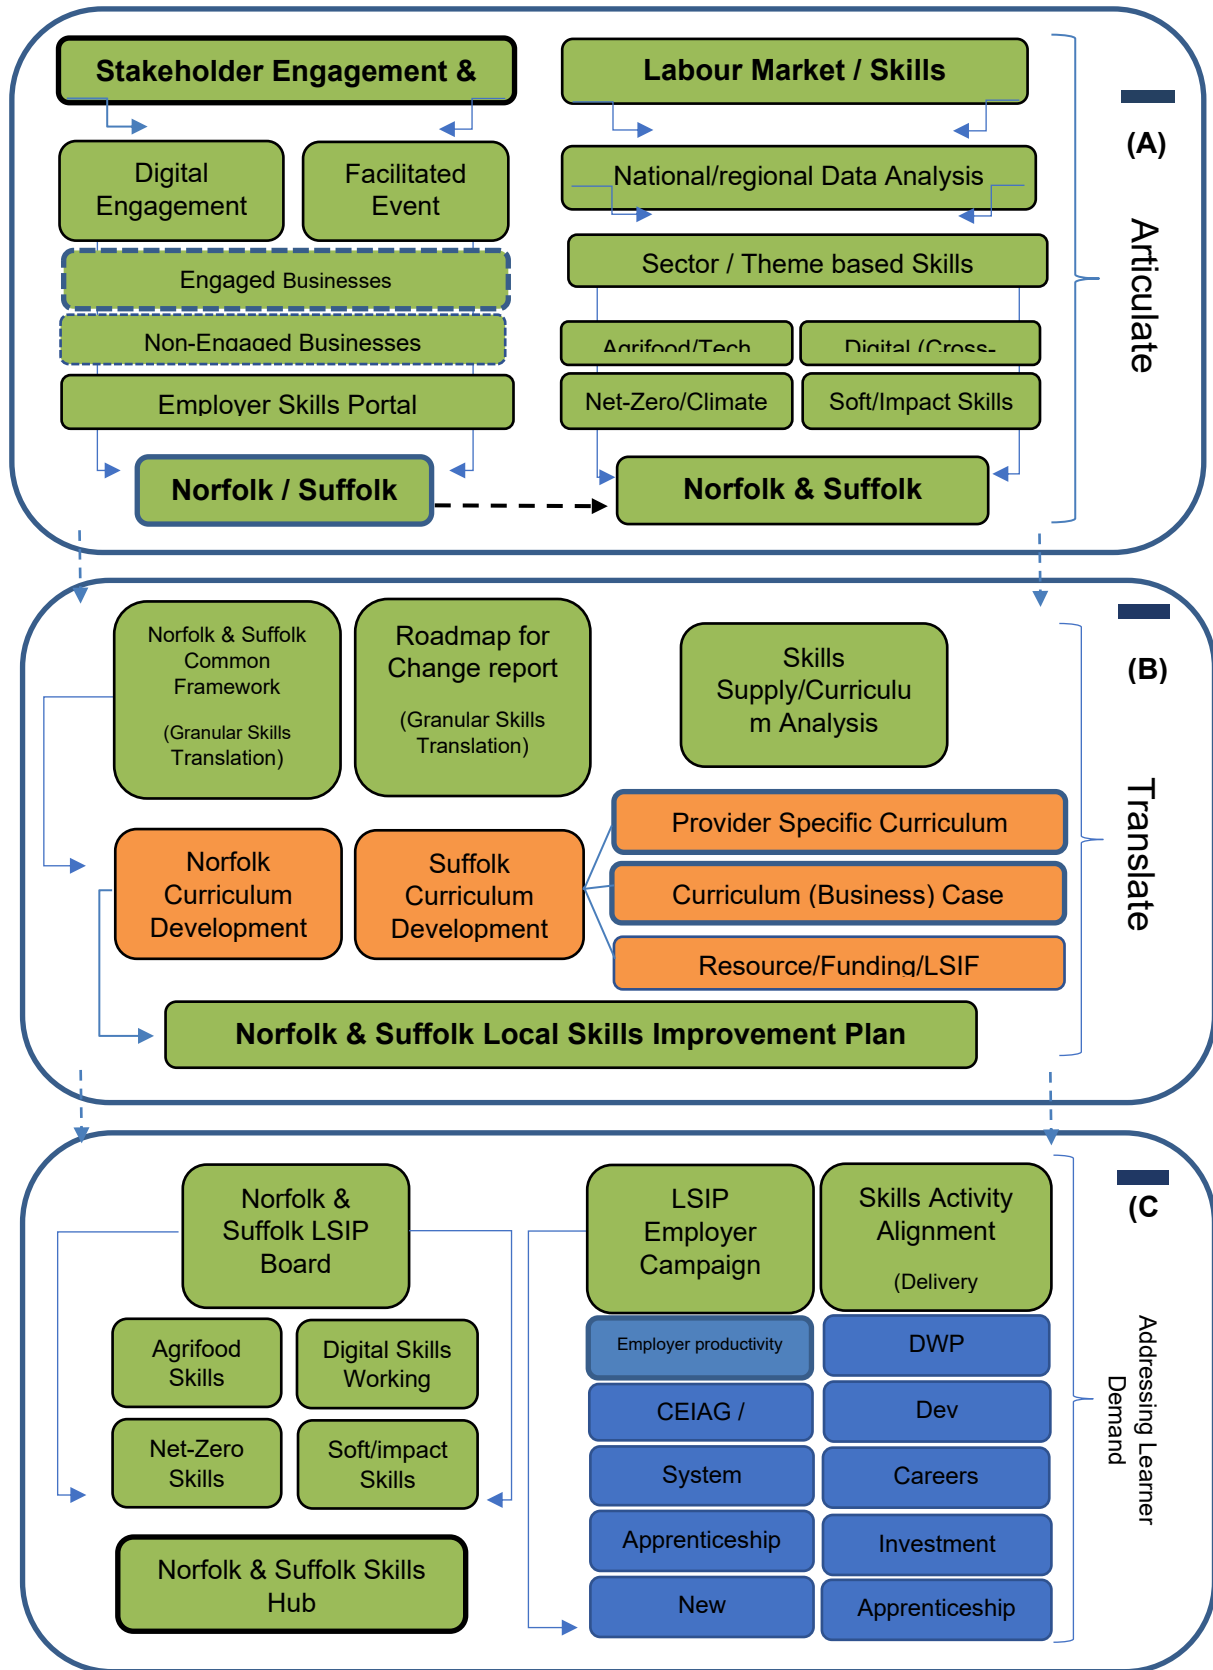 Stakeholder Engagement &
Labour Market / Skills
(A)
Articulate
Digital
Engagement
Facilitated
Event
National/regional Data Analysis
Engaged Businesses
Sector / Theme based Skills
Non-Engaged Businesses
Agrifood/Tech
Digital (Cross-
Employer Skills Portal
Net-Zero/Climate
Soft/Impact Skills
Norfolk / Suffolk
Norfolk & Suffolk
(B)
Translate
Norfolk & Suffolk
Common
Framework
(Granular Skills
Translation)
Roadmap for
Change report
(Granular Skills
Translation)
Skills
Supply/Curriculu
m Analysis
Norfolk
Curriculum
Development
Suffolk
Curriculum
Development
Provider Specific Curriculum
Curriculum (Business) Case
Resource/Funding/LSIF
Norfolk & Suffolk Local Skills Improvement Plan
(C
Addressing Learner
Demand
Norfolk &
Suffolk LSIP
Board
LSIP
Employer
Campaign
Skills Activity
Alignment
(Delivery
Agrifood
Skills
Digital Skills
Working
Net-Zero
Skills
Soft/impact
Skills
Norfolk & Suffolk Skills
Hub
Employer productivity
DWP
CEIAG /
Dev
System
Careers
Apprenticeship
Investment
New
Apprenticeship